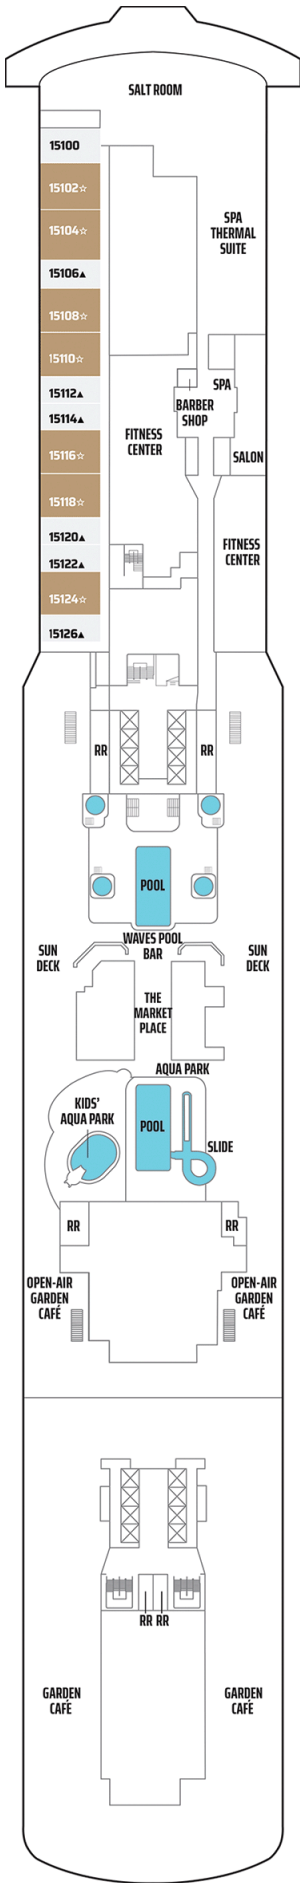 SALT ROOM
15100
15102☆
15104☆
SPA
THERMAL
SUITE
15106▲
15108☆
15110☆
SPA
15112▲
BARBER
SHOP
15114▲
FITNESS
CENTER
15116☆
SALON
15118☆
15120▲
FITNESS
CENTER
15122▲
15124☆
15126▲
RR
RR
POOL
WAVES POOL
BAR
SUN
DECK
SUN
DECK
THE
MARKET
PLACE
AQUA PARK
KIDS'
AQUA PARK
POOL
SLIDE
RR
RR
OPEN-AIR
GARDEN
CAFÉ
OPEN-AIR
GARDEN
CAFÉ
RR RR
GARDEN
CAFÉ
GARDEN
CAFÉ